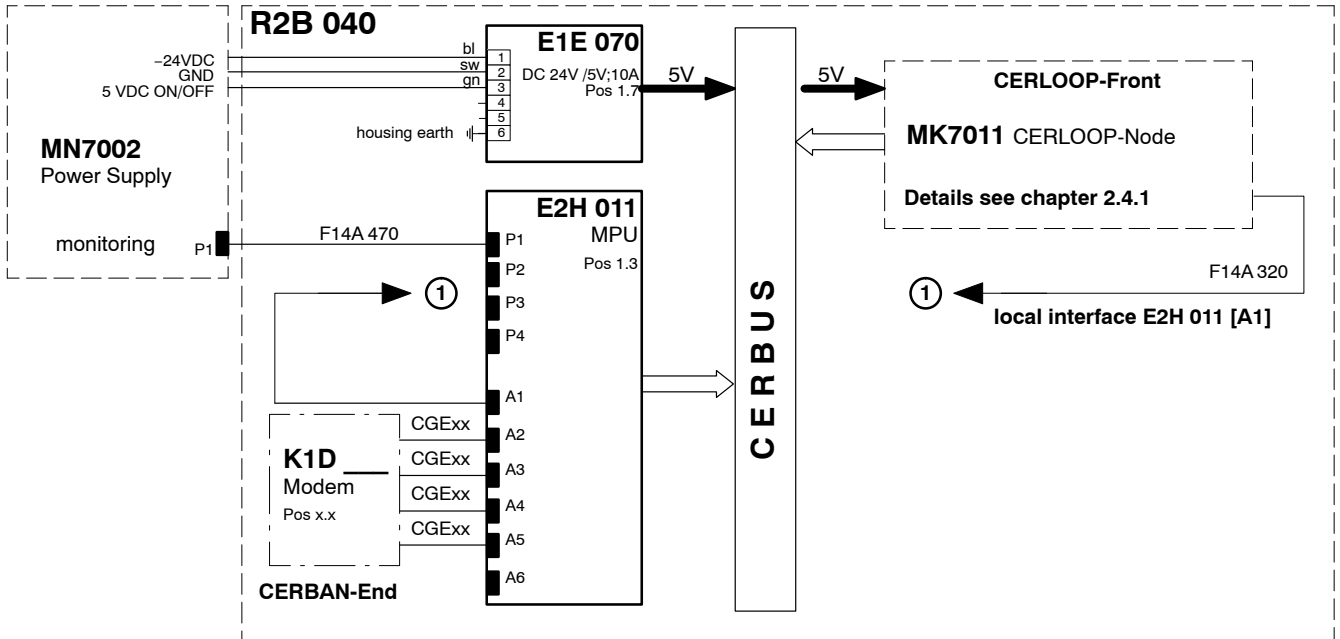 R2B 040
−24VDC
GND
5 VDC ON/OFF
MN7002
Power Supply
monitoring
P1
bl
sw
gn
housing earth
E1E 070
DC 24V /5V;10A
Pos 1.7
1
2
3
4
5
6
5V
5V
CERLOOP-Front
MK7011 CERLOOP-Node
Details see chapter 2.4.1
F14A 470
E2H 011
MPU
Pos 1.3
P1
P2
P3
P4
A1
A2
A3
A4
A5
A6
1
CGExx
CGExx
CGExx
CGExx
K1D ___
Modem
Pos x.x
CERBAN-End
CERBUS
1
F14A 320
local interface E2H 011 [A1]